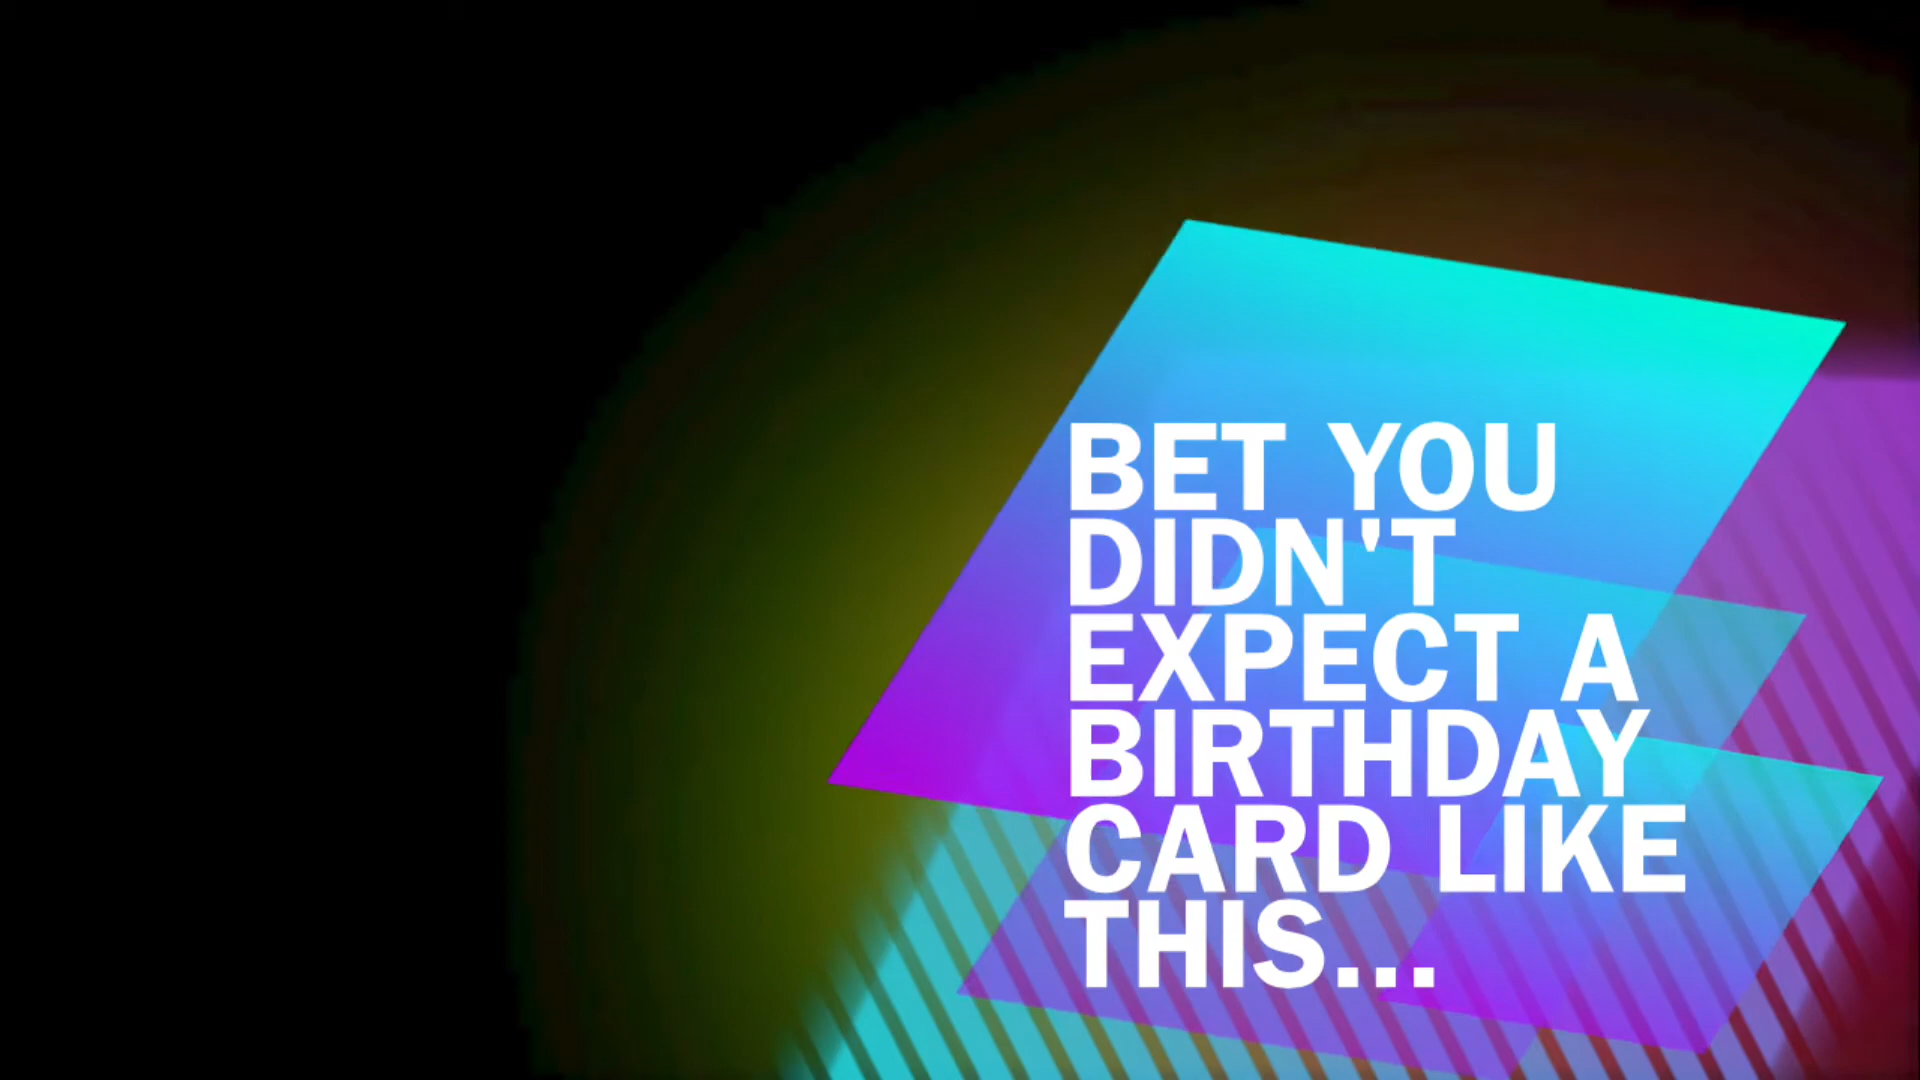 BET YOU
DIDN'T
EXPECT A
BIRTHDAY
CARD LIKE
THIS...